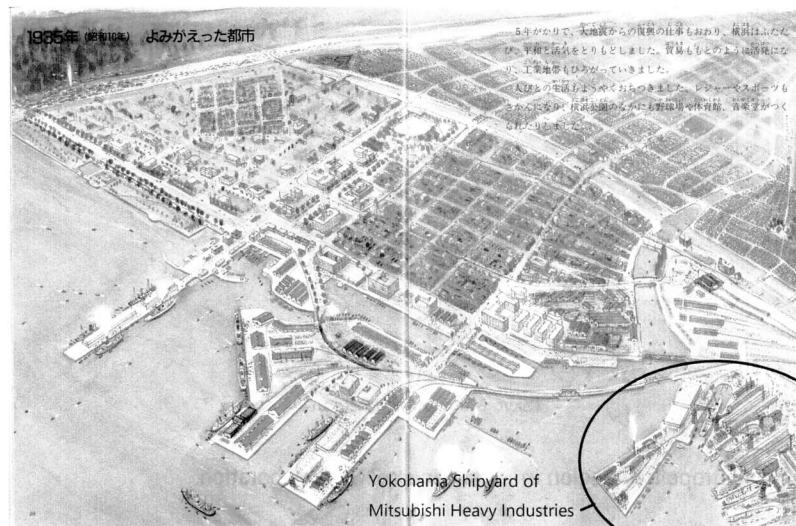 1935年 (昭和10年) よみがえった都市
5年がかりで、大地震からの復興の仕事もおわり、横浜はふたた
び、平和と活気をとりもどしました。貿易ももとのように活発にな
り、工業地帯もひろがっていきました。
人びとの生活もようやくおちつきました。レジャーやスポーツも
さかんになり、横浜公園のなかにも野球場や体育館、音楽堂がつく
られたりしました。
Yokohama Shipyard of
Mitsubishi Heavy Industries